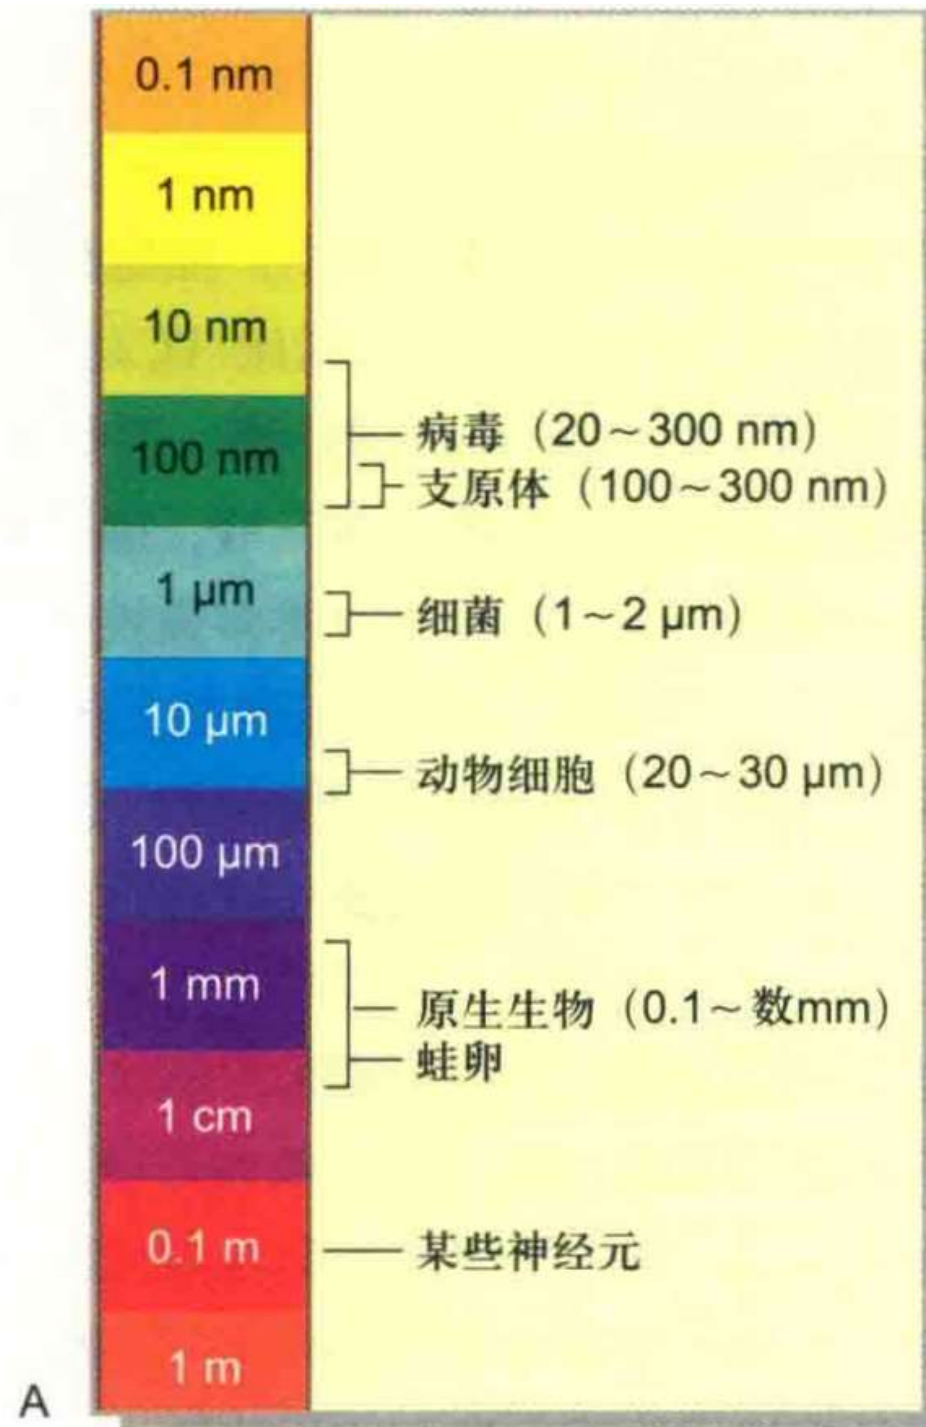 0.1 nm
1 nm
10 nm
病毒（20～300 nm）
100 nm
支原体（100～300 nm）
1 μm
细菌（1～2 μm）
10 μm
动物细胞（20～30 μm）
100 μm
1 mm
原生生物（0.1～数mm）
蛙卵
1 cm
0.1 m
某些神经元
1 m
A